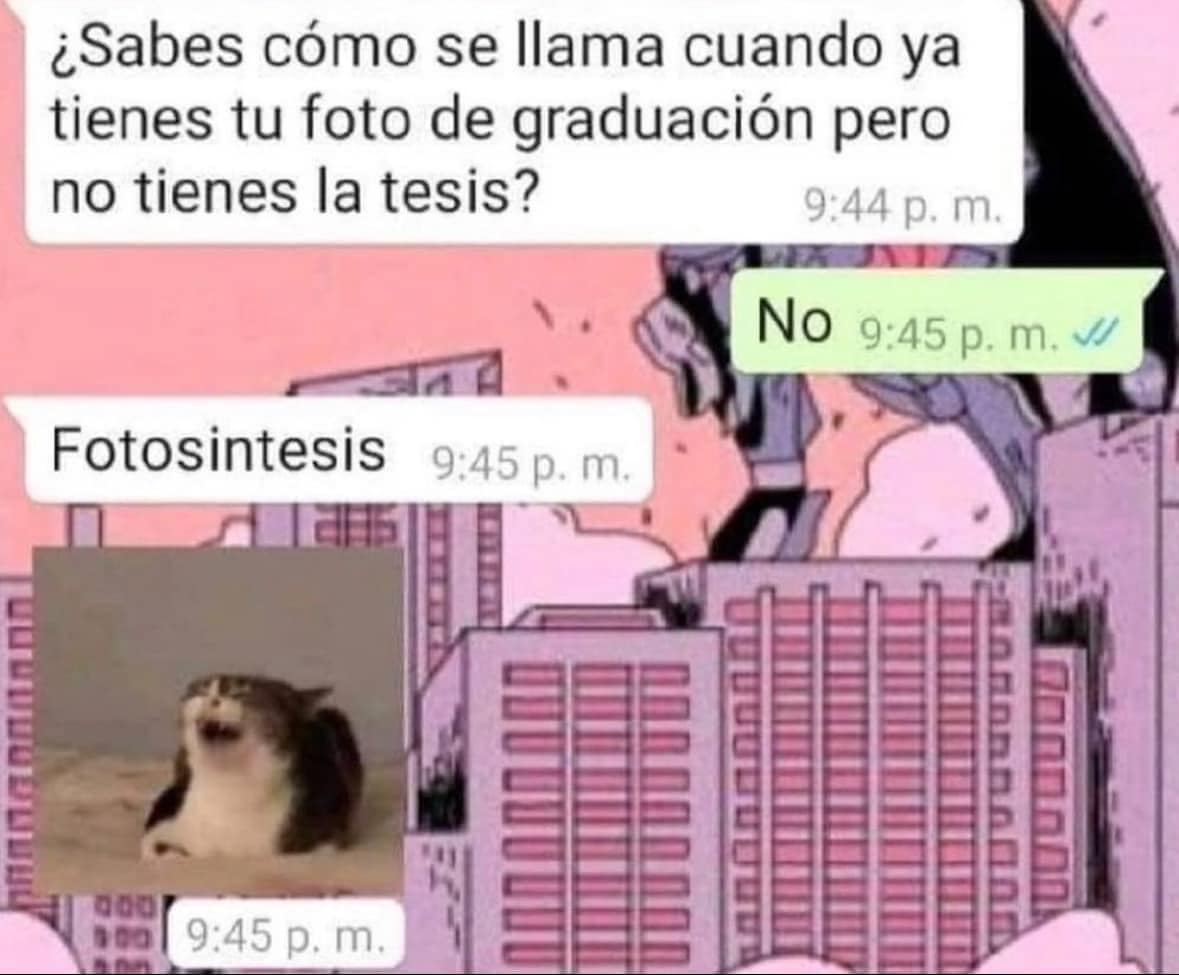 ¿Sabes cómo se llama cuando ya
tienes tu foto de graduación pero
no tienes la tesis?
9:44 p. m.
No 9:45 p. m.
Fotosintesis 9:45 p. m.
9:45 p. m.